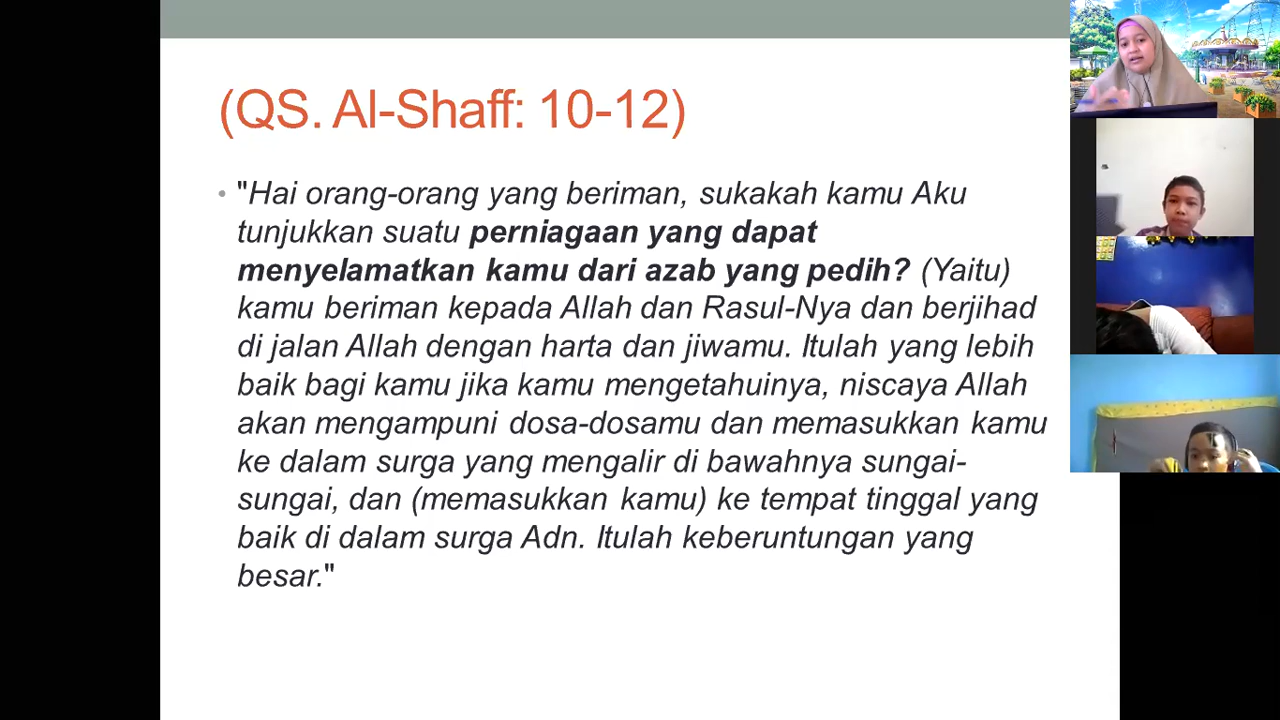 (QS. Al-Shaff: 10-12)
• "Hai orang-orang yang beriman, sukakah kamu Aku
tunjukkan suatu perniagaan yang dapat
menyelamatkan kamu dari azab yang pedih? (Yaitu)
kamu beriman kepada Allah dan Rasul-Nya dan berjihad
di jalan Allah dengan harta dan jiwamu. Itulah yang lebih
baik bagi kamu jika kamu mengetahuinya, niscaya Allah
akan mengampuni dosa-dosamu dan memasukkan kamu
ke dalam surga yang mengalir di bawahnya sungai-
sungai, dan (memasukkan kamu) ke tempat tinggal yang
baik di dalam surga Adn. Itulah keberuntungan yang
besar."